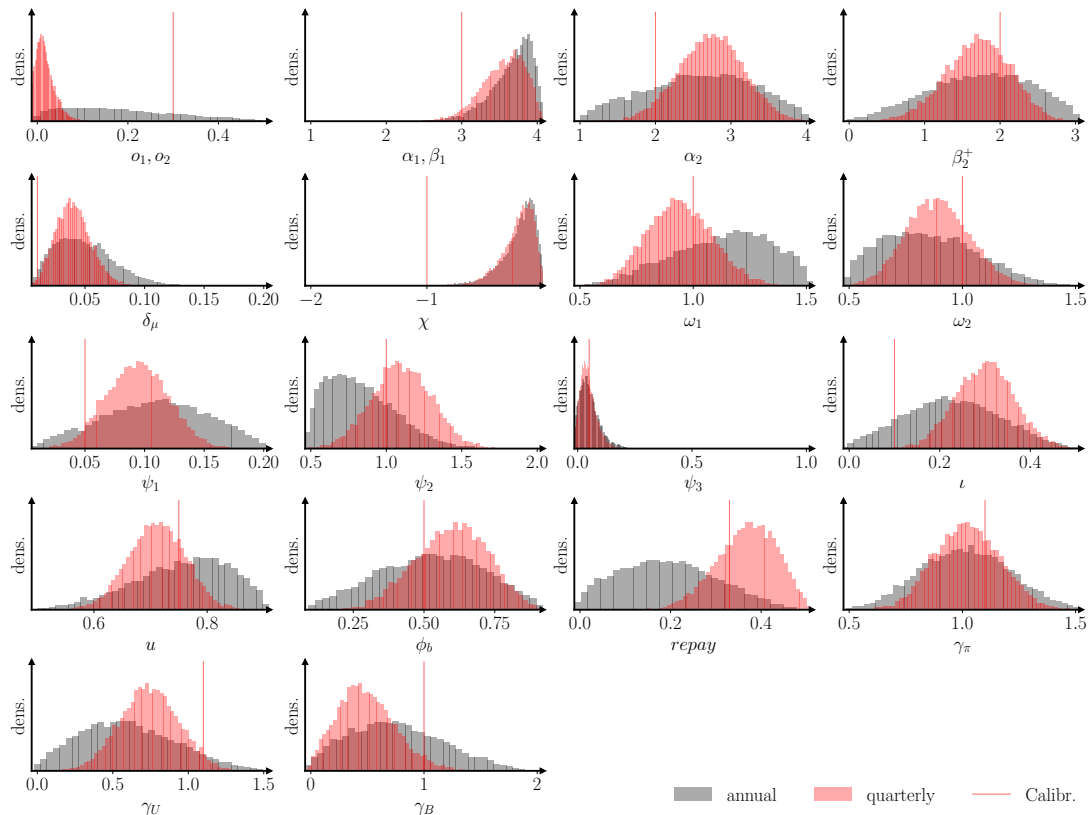 dens.
0.0 0.2 0.4
o₁, o₂
1 2 3 4
α₁, β₁
dens.
1 2 3 4
α₂
dens.
0 1 2 3
β₂⁺
dens.
0.05 0.10 0.15 0.20
δ_μ
dens.
−2 −1
χ
dens.
0.5 1.0 1.5
ω₁
dens.
0.5 1.0 1.5
ω₂
dens.
0.05 0.10 0.15 0.20
ψ₁
dens.
0.5 1.0 1.5 2.0
ψ₂
dens.
0.0 0.5 1.0
ψ₃
dens.
0.0 0.2 0.4
ι
dens.
0.6 0.8
u
dens.
0.25 0.50 0.75
ϕ_b
dens.
0.0 0.2 0.4
repay
dens.
0.5 1.0 1.5
γ_π
dens.
0.0 0.5 1.0 1.5
γ_U
dens.
0 1 2
γ_B
annual quarterly Calibr.